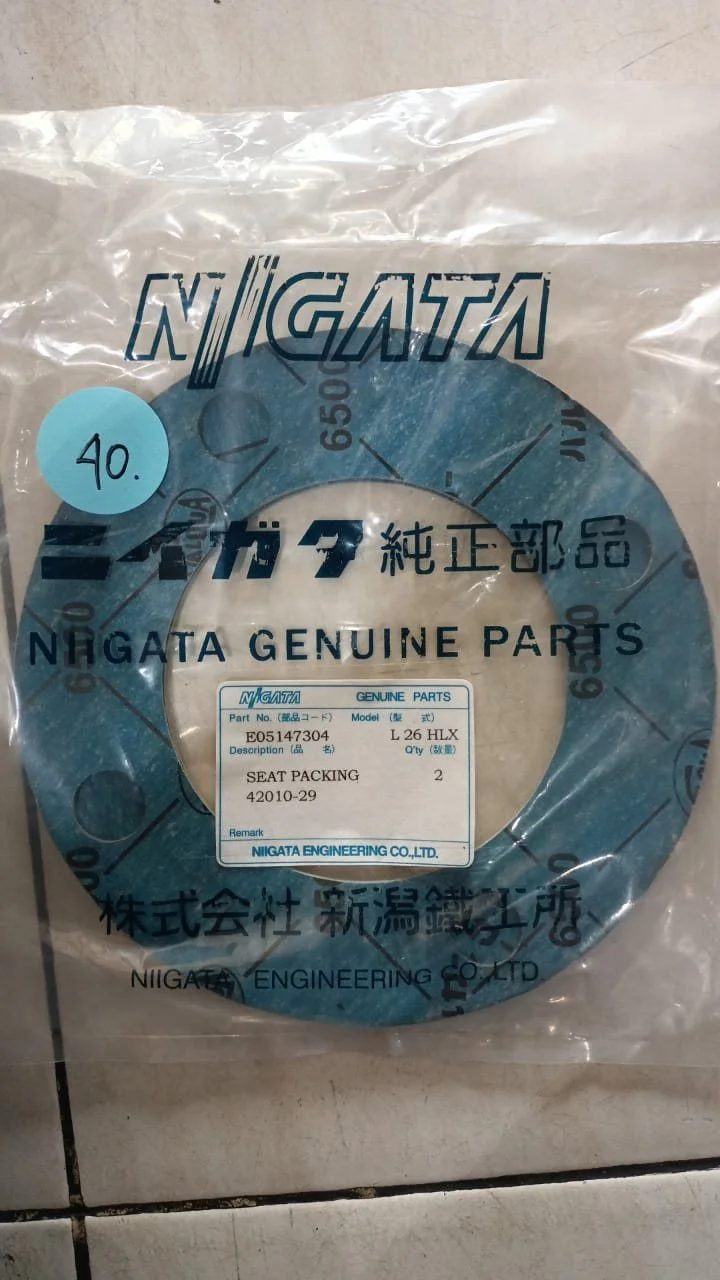 NIIGATA
6500
40.
ニイガタ 純正部品
NIIGATA GENUINE PARTS
6500
6500
NIIGATA GENUINE PARTS
Part No. (部品コード) Model (型 式)
E05147304 L 26 HLX
Description (品 名) Q'ty (数量)
SEAT PACKING 2
42010-29
Remark
NIIGATA ENGINEERING CO.,LTD.
株式会社 新潟鐵工所
NIIGATA ENGINEERING CO.,LTD.